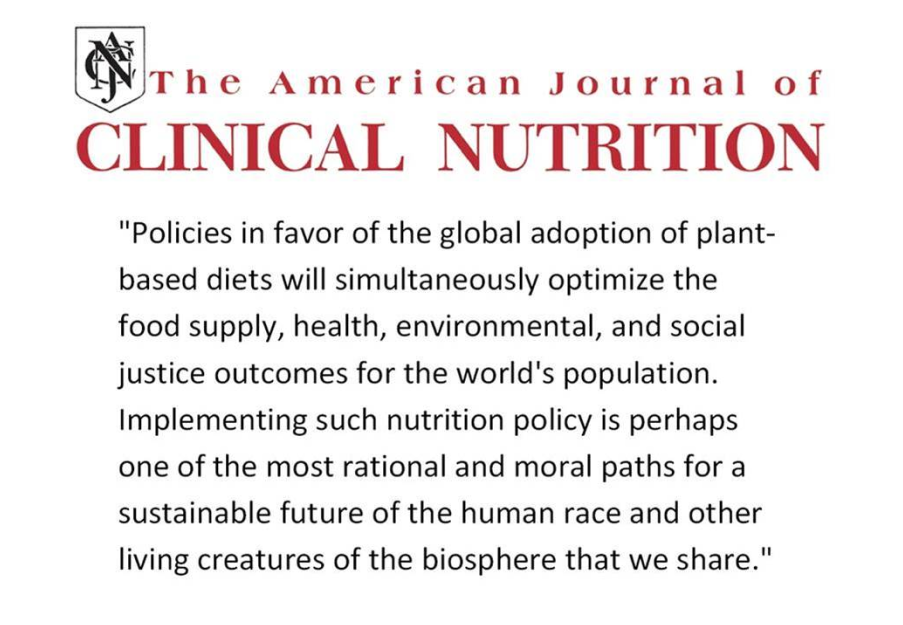 The American Journal of
CLINICAL NUTRITION
"Policies in favor of the global adoption of plant-
based diets will simultaneously optimize the
food supply, health, environmental, and social
justice outcomes for the world's population.
Implementing such nutrition policy is perhaps
one of the most rational and moral paths for a
sustainable future of the human race and other
living creatures of the biosphere that we share."